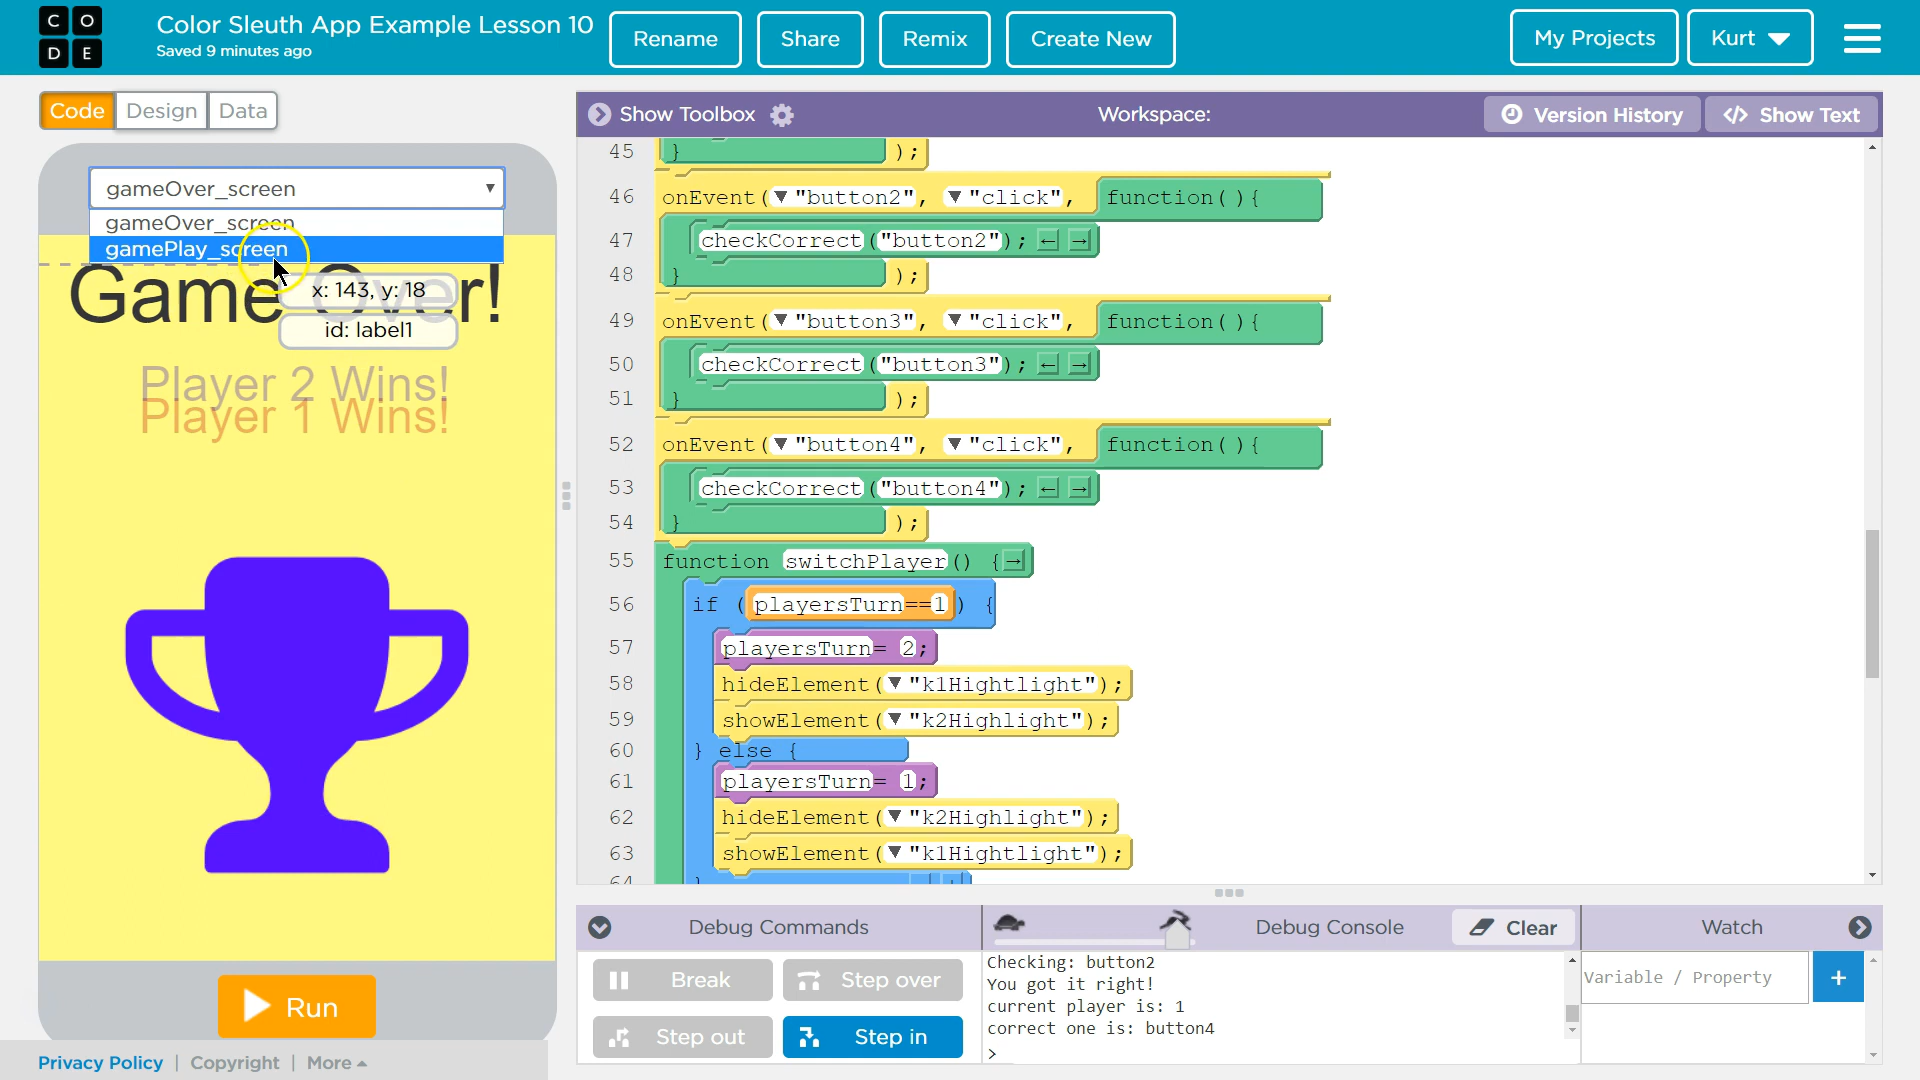 C O
D E
Color Sleuth App Example Lesson 10
Saved 9 minutes ago
Rename
Share
Remix
Create New
My Projects
Kurt
Code
Design
Data
gameOver_screen
gameOver_screen
gamePlay_screen
Game Over!
x: 143, y: 18
id: label1
Player 2 Wins!
Player 1 Wins!
Run
Privacy Policy | Copyright | More
Show Toolbox
Workspace:
Version History
Show Text
45 } );
46 onEvent( "button2", "click", function( ){
47 checkCorrect("button2");
48 } );
49 onEvent( "button3", "click", function( ){
50 checkCorrect("button3");
51 } );
52 onEvent( "button4", "click", function( ){
53 checkCorrect("button4");
54 } );
55 function switchPlayer() {
56 if (playersTurn==1) {
57 playersTurn= 2;
58 hideElement( "k1Hightlight");
59 showElement( "k2Highlight");
60 } else {
61 playersTurn= 1;
62 hideElement( "k2Highlight");
63 showElement( "k1Hightlight");
64 }
Debug Commands
Break
Step over
Step out
Step in
Debug Console
Clear
Checking: button2
You got it right!
current player is: 1
correct one is: button4
>
Watch
Variable / Property
+